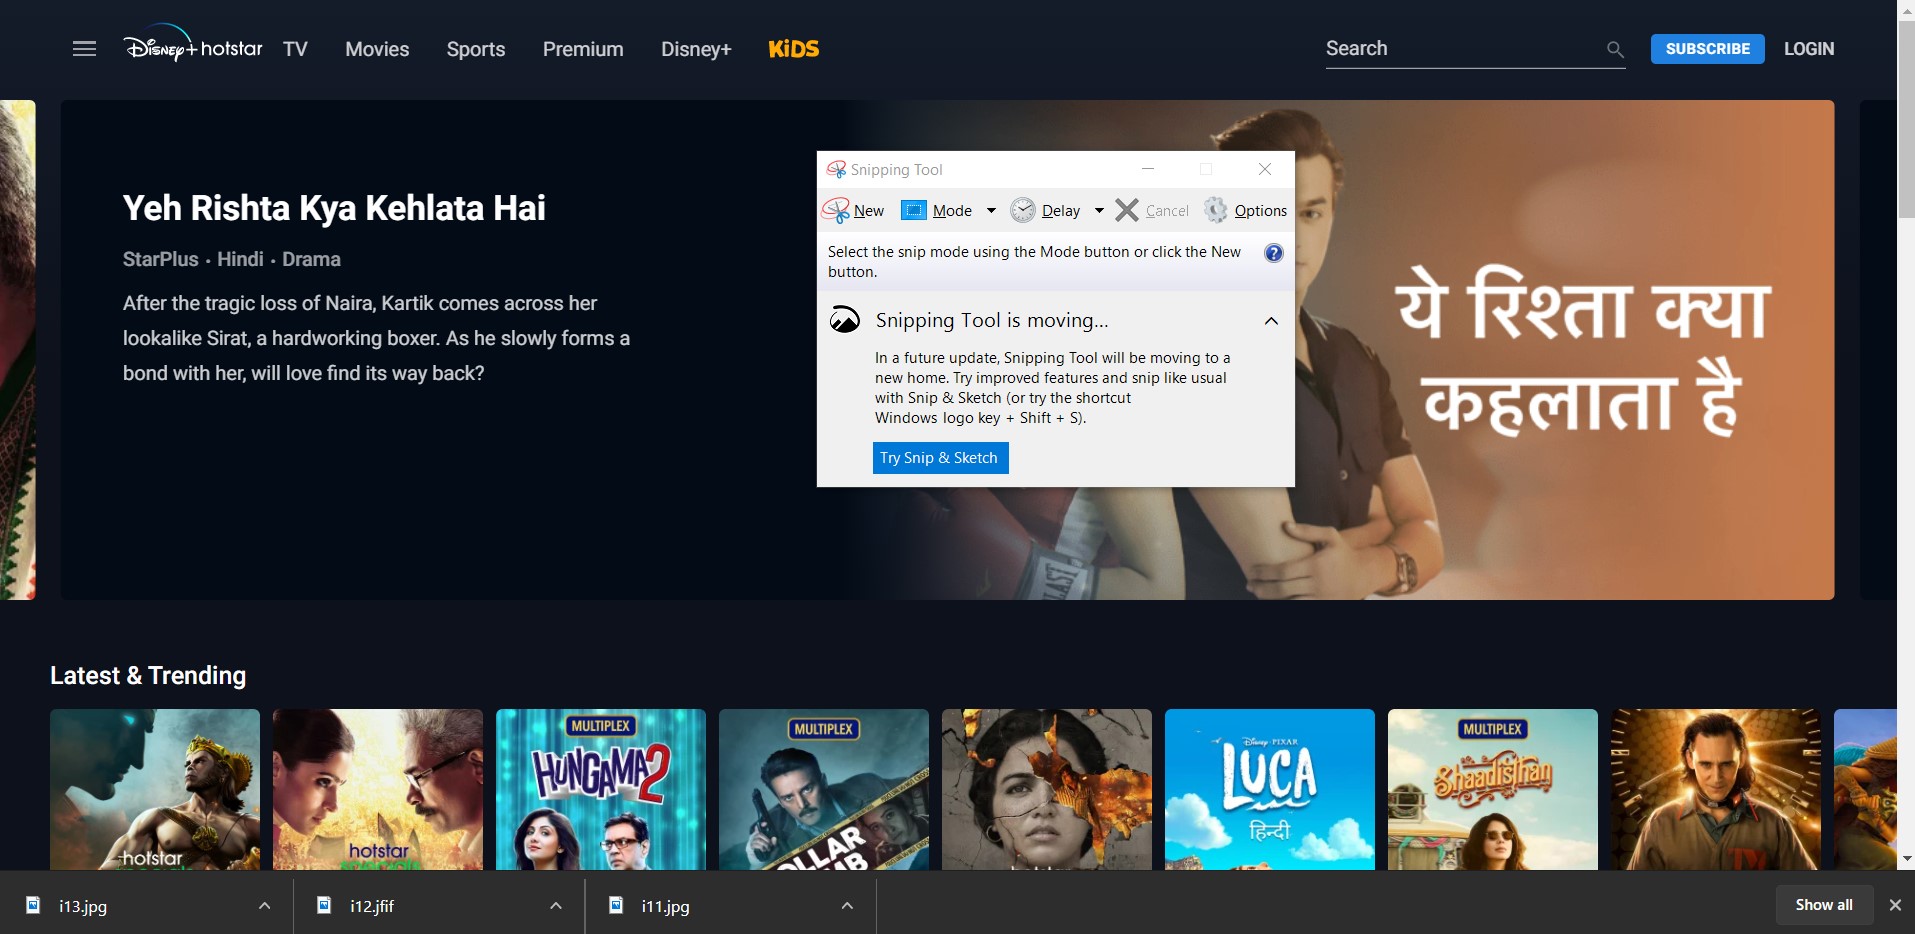 Disney+ hotstar
TV
Movies
Sports
Premium
Disney+
KiDS
Search
SUBSCRIBE
LOGIN
Yeh Rishta Kya Kehlata Hai
StarPlus • Hindi • Drama
After the tragic loss of Naira, Kartik comes across her
lookalike Sirat, a hardworking boxer. As he slowly forms a
bond with her, will love find its way back?
Snipping Tool
New
Mode
Delay
Cancel
Options
Select the snip mode using the Mode button or click the New
button.
Snipping Tool is moving...
In a future update, Snipping Tool will be moving to a
new home. Try improved features and snip like usual
with Snip & Sketch (or try the shortcut
Windows logo key + Shift + S).
Try Snip & Sketch
ये रिश्ता क्या
कहलाता है
Latest & Trending
hotstar
specials
hotstar
specials
MULTIPLEX
HUNGAMA 2
MULTIPLEX
Disney PIXAR
LUCA
हिन्दी
MULTIPLEX
Shaadisthan
i13.jpg
i12.jfif
i11.jpg
Show all